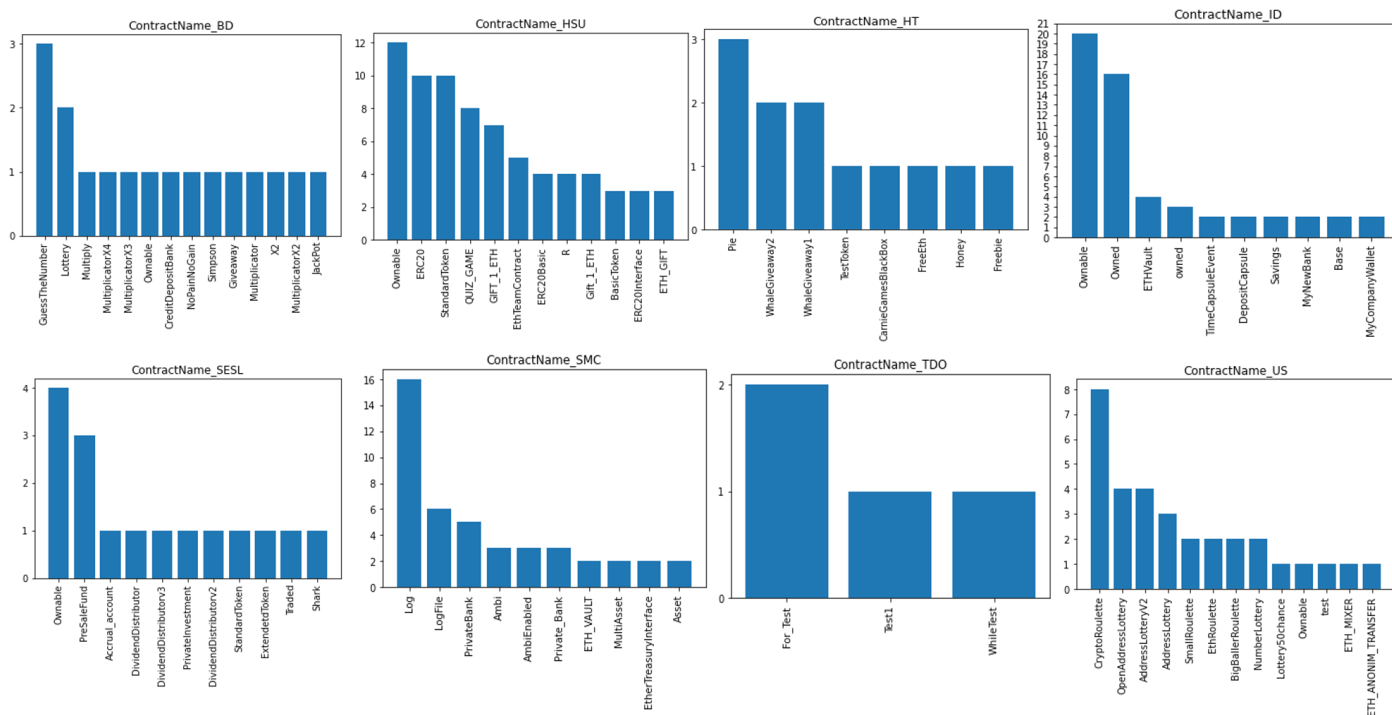 ContractName_BD
3
2
1
0
GuessTheNumber
Lottery
Multiply
MultiplicatorX4
MultiplicatorX3
Ownable
CreditDepositBank
NoPainNoGain
Simpson
Giveaway
Multiplicator
X2
MultiplicatorX2
JackPot
ContractName_HSU
12
10
8
6
4
2
0
Ownable
ERC20
StandardToken
QUIZ_GAME
GIFT_1_ETH
EthTeamContract
ERC20Basic
R
Gift_1_ETH
BasicToken
ERC20Interface
ETH_GIFT
ContractName_HT
3
2
1
0
Pie
WhaleGiveaway2
WhaleGiveaway1
TestToken
CarnieGamesBlackBox
FreeEth
Honey
Freebie
ContractName_ID
21
20
19
18
17
16
15
14
13
12
11
10
9
8
7
6
5
4
3
2
1
0
Ownable
Owned
ETHVault
owned
TimeCapsuleEvent
DepositCapsule
Savings
MyNewBank
Base
MyCompanyWallet
ContractName_SESL
4
3
2
1
0
Ownable
PreSaleFund
Accrual_account
DividendDistributor
DividendDistributorv3
PrivateInvestment
DividendDistributorv2
StandardToken
ExtendetdToken
Traded
Shark
ContractName_SMC
16
14
12
10
8
6
4
2
0
Log
LogFile
PrivateBank
Ambi
AmbiEnabled
Private_Bank
ETH_VAULT
MultiAsset
EtherTreasuryInterface
Asset
ContractName_TDO
2
1
0
For_Test
Test1
WhileTest
ContractName_US
8
7
6
5
4
3
2
1
0
CryptoRoulette
OpenAddressLottery
AddressLotteryV2
AddressLottery
SmallRoulette
EthRoulette
BigBallerRoulette
NumberLottery
Lottery50chance
Ownable
test
ETH_MIXER
ETH_ANONIM_TRANSFER